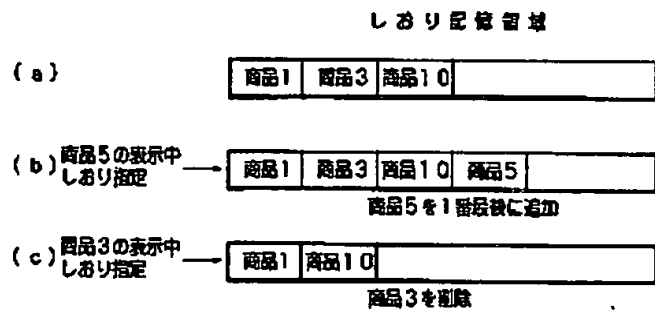 しおり記憶領域
(a) 商品1 商品3 商品10
(b) 商品5の表示中 しおり指定 商品1 商品3 商品10 商品5
商品5を1番最後に追加
(c) 商品3の表示中 しおり指定 商品1 商品10
商品3を削除